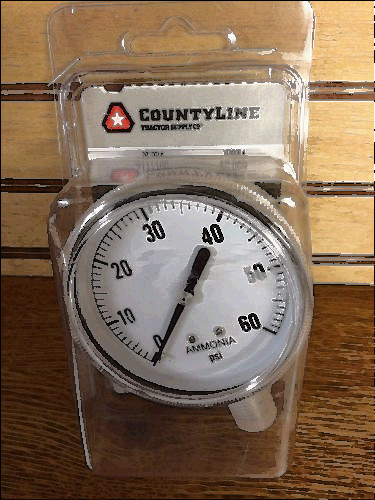 COUNTYLINE
TRACTOR SUPPLY CO
30
40
20
50
10
60
0
AMMONIA
psi